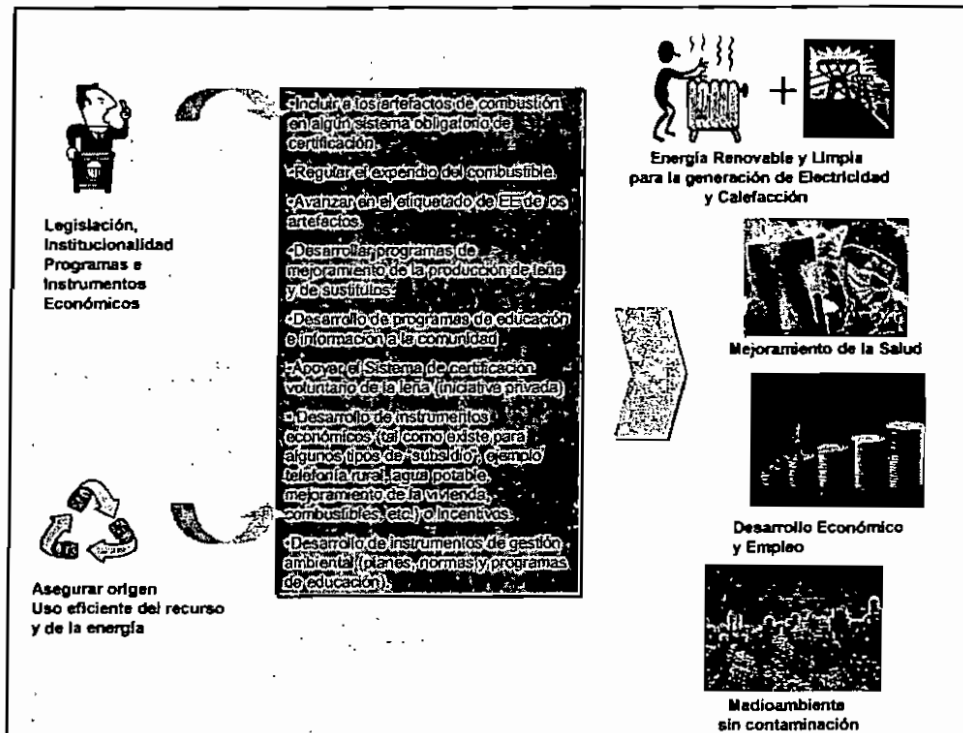 Legislación,
Institucionalidad
Programas e
Instrumentos
Económicos
Asegurar origen
Uso eficiente del recurso
y de la energía
•Incluir a los artefactos de combustión
en algún sistema obligatorio de
certificación.
•Regular el expendio del combustible.
•Avanzar en el etiquetado de EE de los
artefactos.
•Desarrollar programas de
mejoramiento de la producción de leña
y de sustitutos.
•Desarrollo de programas de educación
e información a la comunidad
•Apoyar el Sistema de certificación
voluntario de la leña (iniciativa privada)
• Desarrollo de instrumentos
económicos (tal como existe para
algunos tipos de "subsidio", ejemplo
telefonía rural, agua potable,
mejoramiento de la vivienda,
combustibles, etc.) o Incentivos.
•Desarrollo de instrumentos de gestión
ambiental (planes, normas y programas
de educación).
+
Energía Renovable y Limpia
para la generación de Electricidad
y Calefacción
Mejoramiento de la Salud
Desarrollo Económico
y Empleo
Medioambiente
sin contaminación